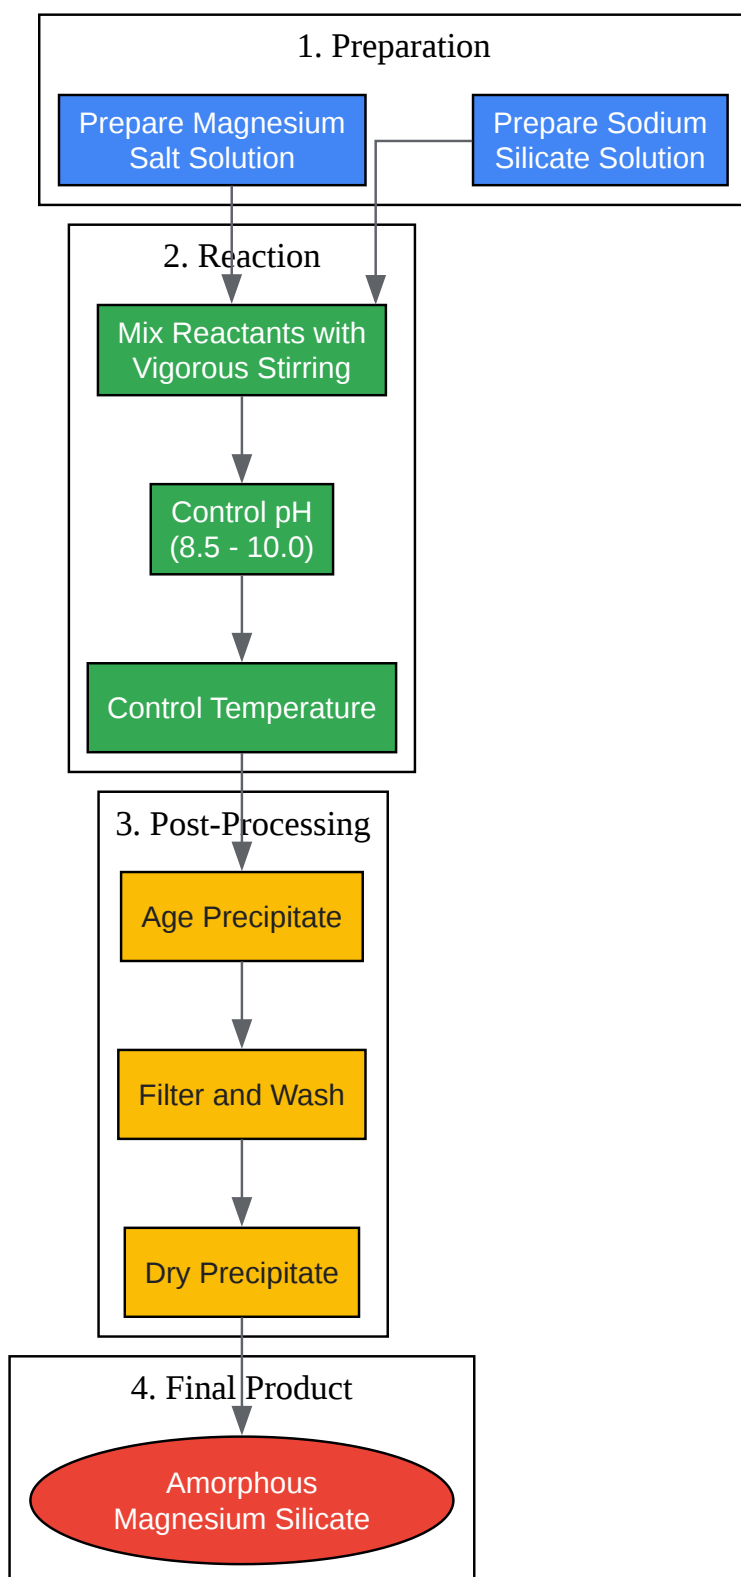 1. Preparation
Prepare Magnesium
Salt Solution
Prepare Sodium
Silicate Solution
2. Reaction
Mix Reactants with
Vigorous Stirring
Control pH
(8.5 - 10.0)
Control Temperature
3. Post-Processing
Age Precipitate
Filter and Wash
Dry Precipitate
4. Final Product
Amorphous
Magnesium Silicate